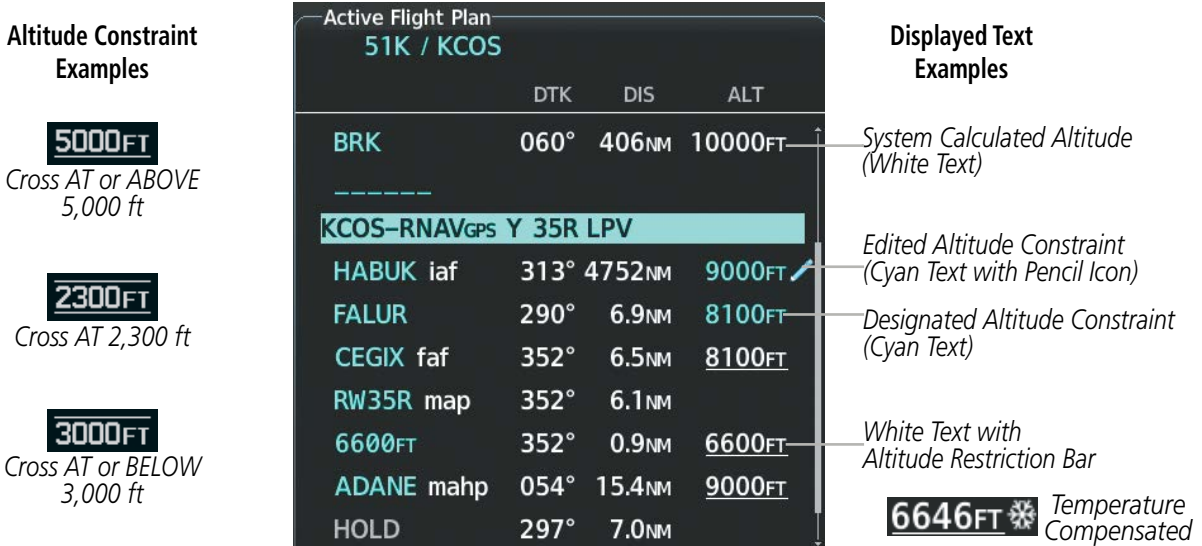 Altitude Constraint
Examples
5000FT
Cross AT or ABOVE
5,000 ft
2300FT
Cross AT 2,300 ft
3000FT
Cross AT or BELOW
3,000 ft
Active Flight Plan
51K / KCOS
DTK DIS ALT
BRK 060° 406NM 10000FT
______
KCOS-RNAVGPS Y 35R LPV
HABUK iaf 313° 4752NM 9000FT
FALUR 290° 6.9NM 8100FT
CEGIX faf 352° 6.5NM 8100FT
RW35R map 352° 6.1NM
6600FT 352° 0.9NM 6600FT
ADANE mahp 054° 15.4NM 9000FT
HOLD 297° 7.0NM
Displayed Text
Examples
System Calculated Altitude
(White Text)
Edited Altitude Constraint
(Cyan Text with Pencil Icon)
Designated Altitude Constraint
(Cyan Text)
White Text with
Altitude Restriction Bar
6646FT Temperature
Compensated